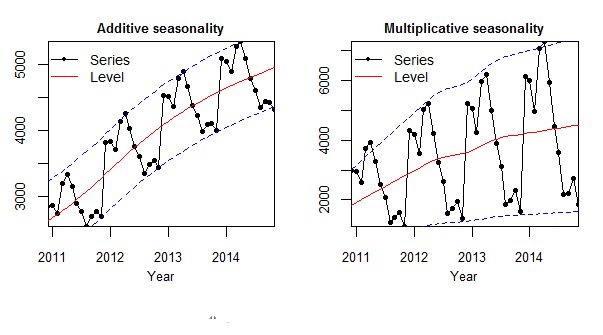 Additive seasonality
Series
Level
3000
4000
5000
2011
2012
2013
2014
Year
Multiplicative seasonality
Series
Level
2000
4000
6000
2011
2012
2013
2014
Year